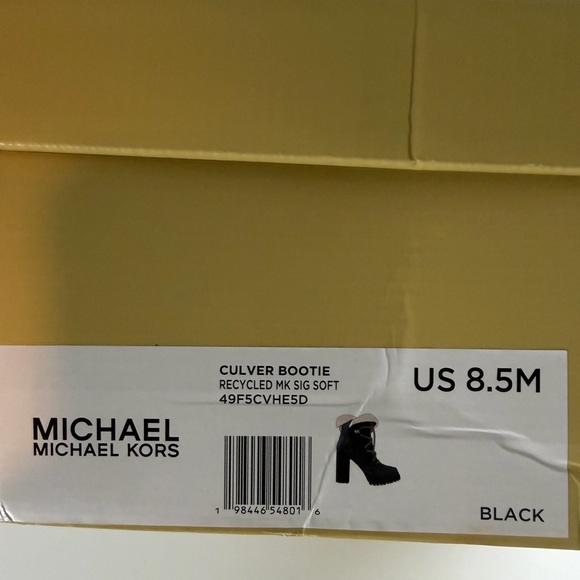 CULVER BOOTIE
RECYCLED MK SIG SOFT
49F5CVHE5D
US 8.5M
MICHAEL
MICHAEL KORS
1 98446 54801 6
BLACK